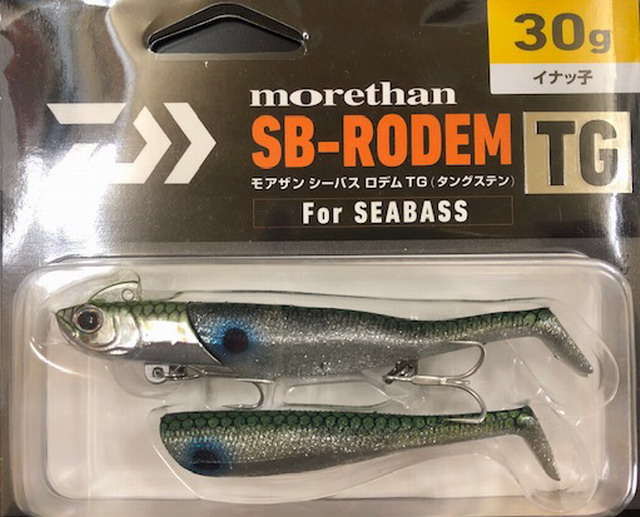 30g
イナッ子
morethan
SB-RODEM TG
モアザン シーバス ロデム TG（タングステン）
For SEABASS